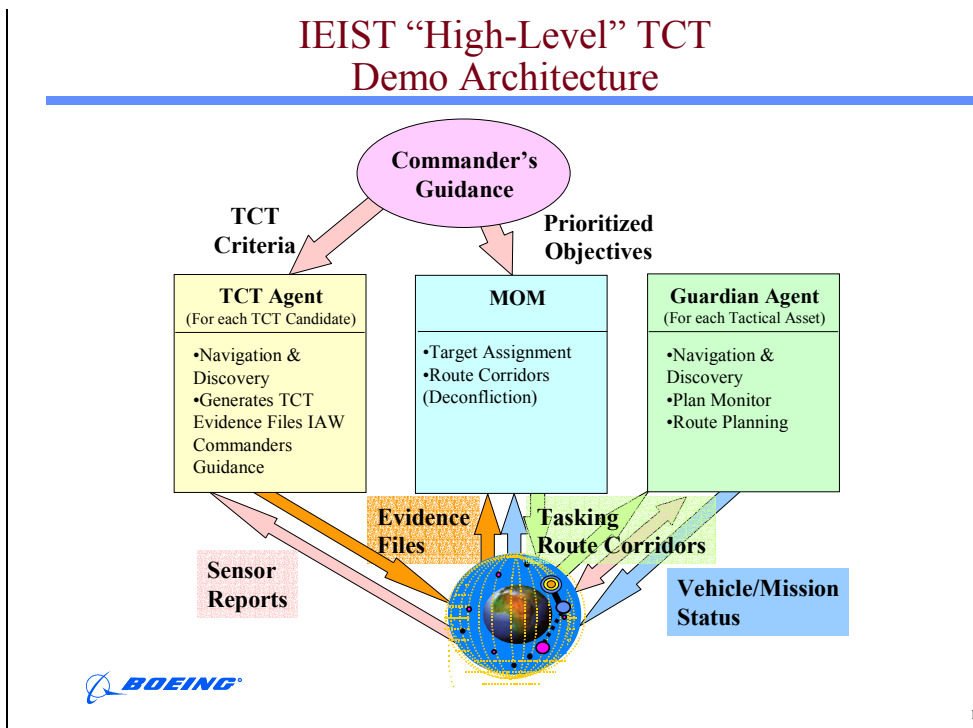 IEIST “High-Level” TCT
Demo Architecture
Commander’s
Guidance
TCT
Criteria
Prioritized
Objectives
TCT Agent
(For each TCT Candidate)
•Navigation &
Discovery
•Generates TCT
Evidence Files IAW
Commanders
Guidance
MOM
•Target Assignment
•Route Corridors
(Deconfliction)
Guardian Agent
(For each Tactical Asset)
•Navigation &
Discovery
•Plan Monitor
•Route Planning
Evidence
Files
Tasking
Route Corridors
Sensor
Reports
Vehicle/Mission
Status
BOEING®